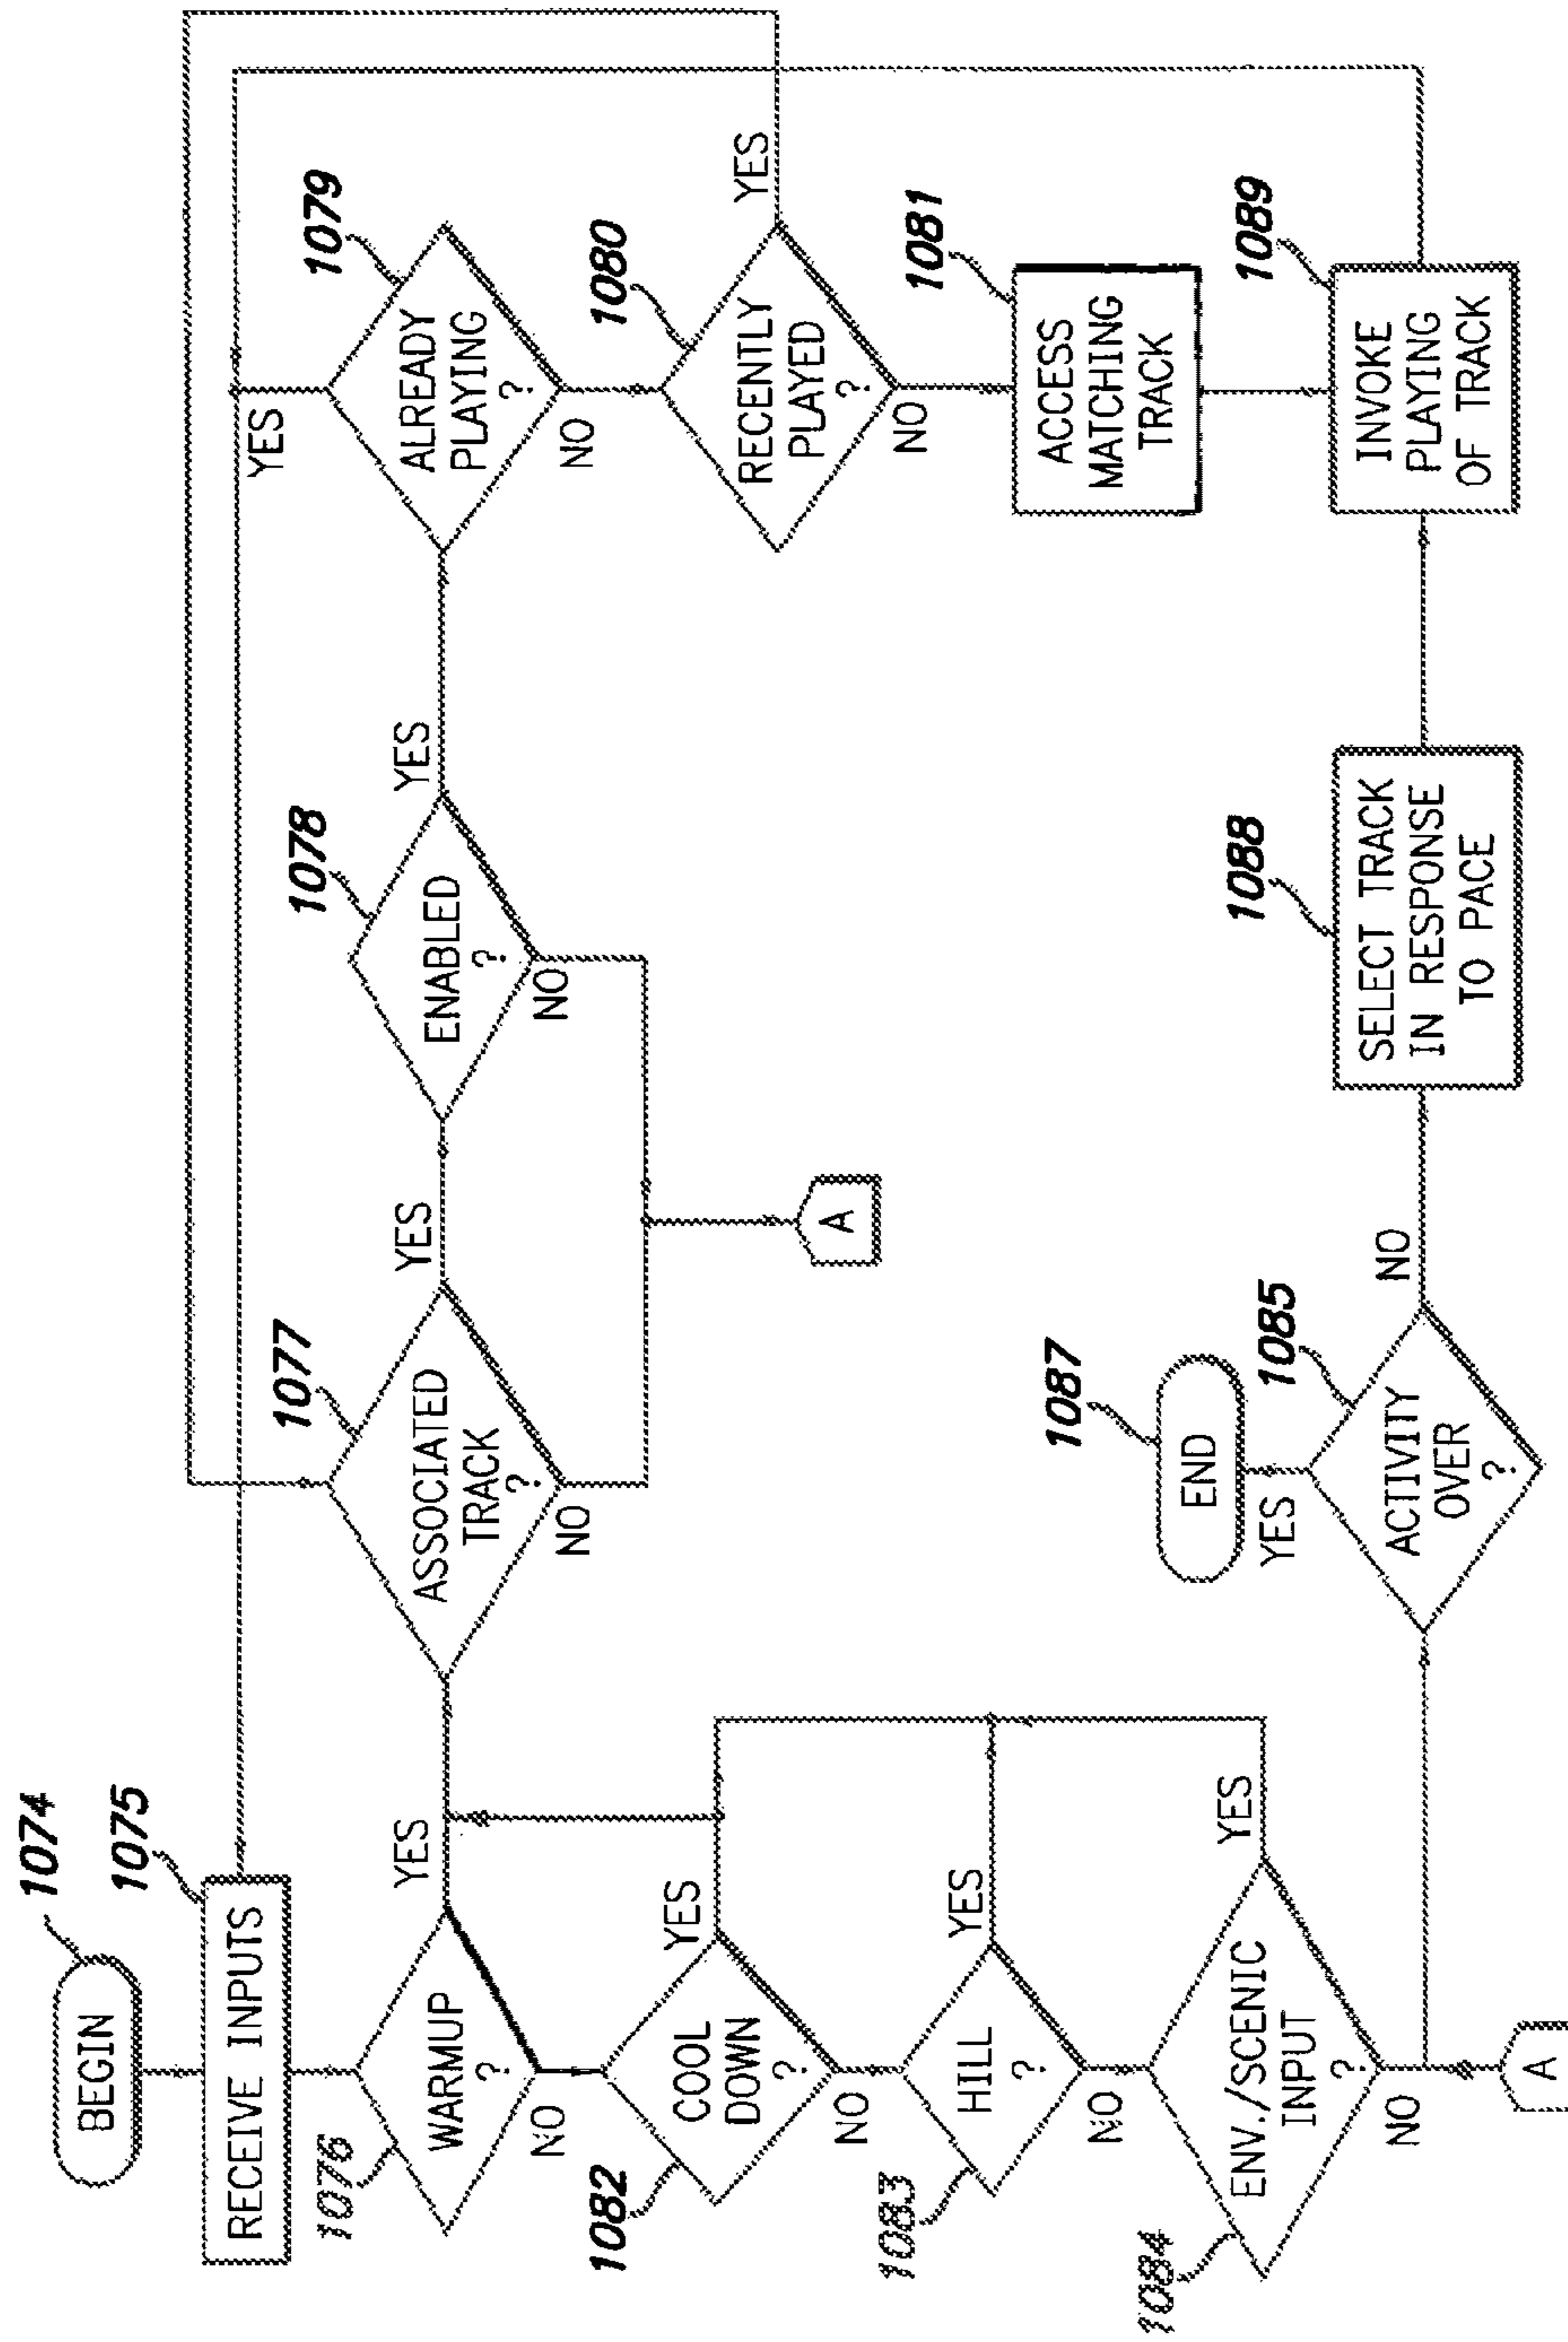 BEGIN
1074
RECEIVE INPUTS
1075
WARMUP
?
1076
YES
NO
ASSOCIATED
TRACK
?
1077
YES
NO
ENABLED
?
1078
YES
NO
ALREADY
PLAYING
?
1079
YES
NO
COOL
DOWN
?
1082
YES
NO
A
RECENTLY
PLAYED
?
1080
YES
NO
HILL
?
1083
YES
NO
ACCESS
MATCHING
TRACK
1081
ENV./SCENIC
INPUT
?
1084
YES
NO
END
1087
YES
ACTIVITY
OVER
?
1085
NO
SELECT TRACK
IN RESPONSE
TO PACE
1088
INVOKE
PLAYING
OF TRACK
1089
A